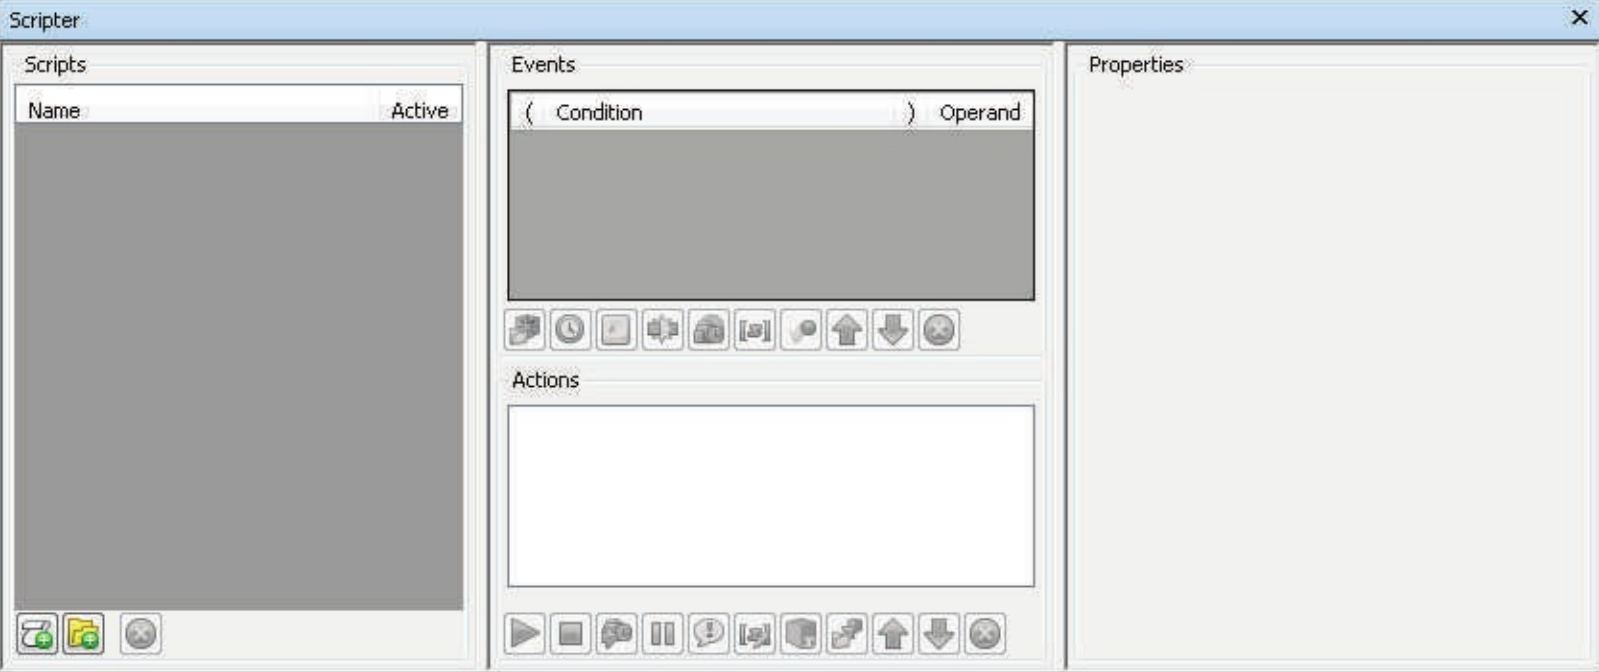 Scripter
Scripts
Name Active
Events
( Condition ) Operand
Actions
Properties